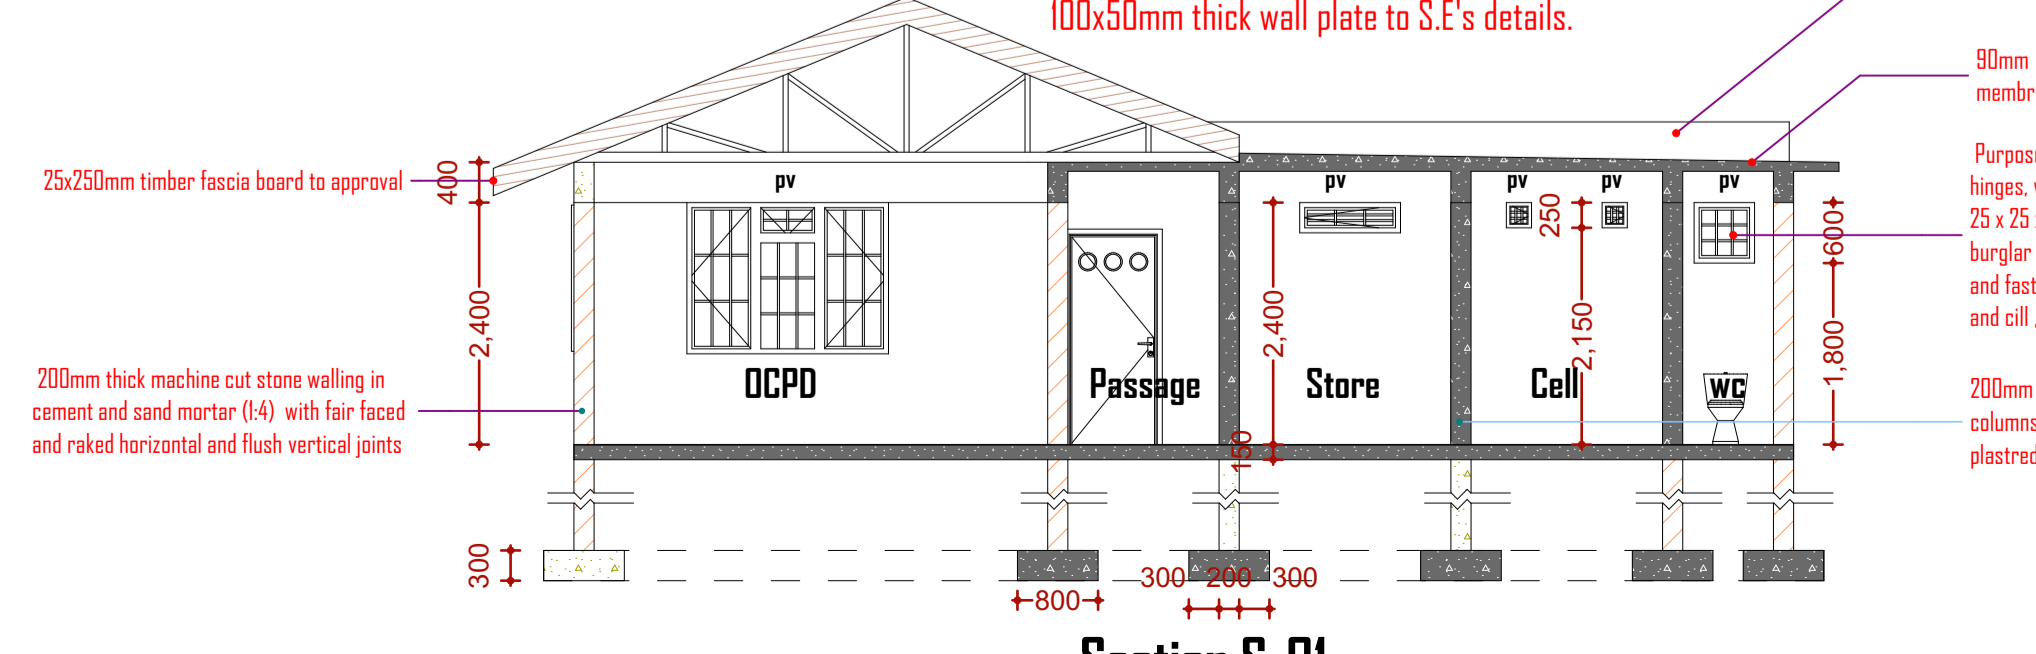 100x50mm thick wall plate to S.E's details.
90mm
membr
25x250mm timber fascia board to approval
400
pv
pv
pv
pv
pv
Purpose
hinges, w
25 x 25 x
burglar
and fast
and cill
250
600
2,400
2,400
2,150
1,800
200mm thick machine cut stone walling in
cement and sand mortar (1:4) with fair faced
and raked horizontal and flush vertical joints
OCPD
Passage
Store
Cell
WC
200mm
columns
plastred
150
300
300 200 300
800
Section S-01